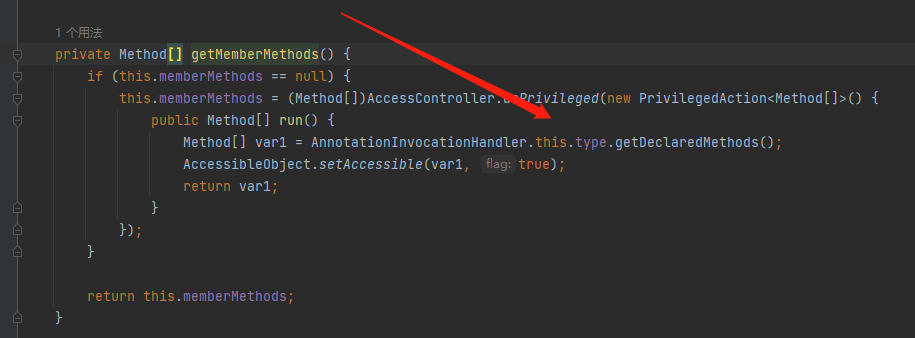 1 个用法
private Method[] getMemberMethods() {
if (this.memberMethods == null) {
this.memberMethods = (Method[])AccessController.doPrivileged(new PrivilegedAction<Method[]>() {
public Method[] run() {
Method[] var1 = AnnotationInvocationHandler.this.type.getDeclaredMethods();
AccessibleObject.setAccessible(var1, flag: true);
return var1;
}
});
}
return this.memberMethods;
}